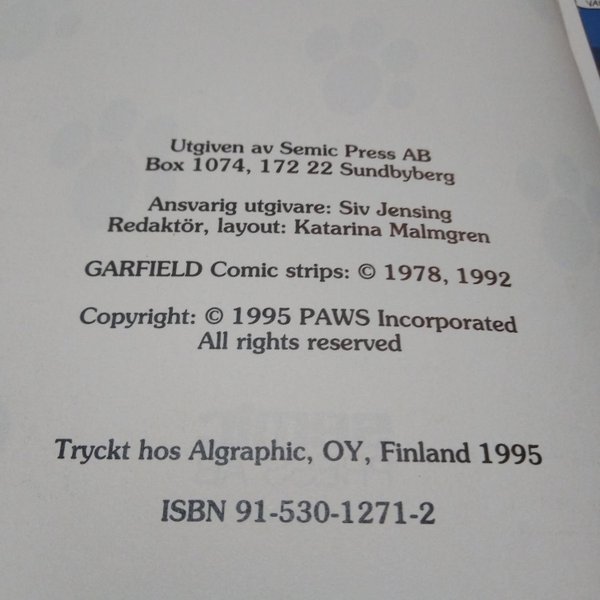 Utgiven av Semic Press AB
Box 1074, 172 22 Sundbyberg
Ansvarig utgivare: Siv Jensing
Redaktör, layout: Katarina Malmgren
GARFIELD Comic strips: © 1978, 1992
Copyright: © 1995 PAWS Incorporated
All rights reserved
Tryckt hos Algraphic, OY, Finland 1995
ISBN 91-530-1271-2